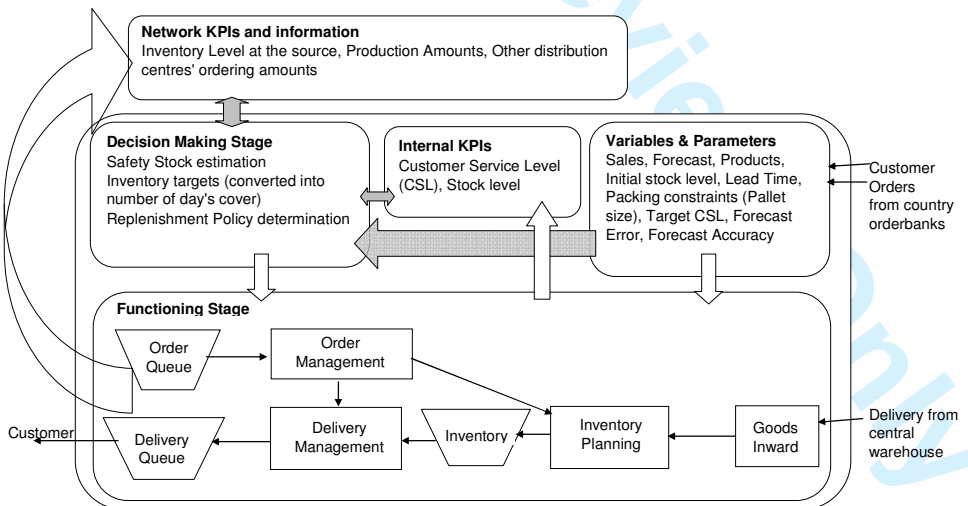 Network KPIs and information
Inventory Level at the source, Production Amounts, Other distribution
centres' ordering amounts
Decision Making Stage
Safety Stock estimation
Inventory targets (converted into
number of day's cover)
Replenishment Policy determination
Internal KPIs
Customer Service Level
(CSL), Stock level
Variables & Parameters
Sales, Forecast, Products,
Initial stock level, Lead Time,
Packing constraints (Pallet
size), Target CSL, Forecast
Error, Forecast Accuracy
Customer
Orders
from country
orderbanks
Functioning Stage
Order
Queue
Order
Management
Customer
Delivery
Queue
Delivery
Management
Inventory
Inventory
Planning
Goods
Inward
Delivery from
central
warehouse